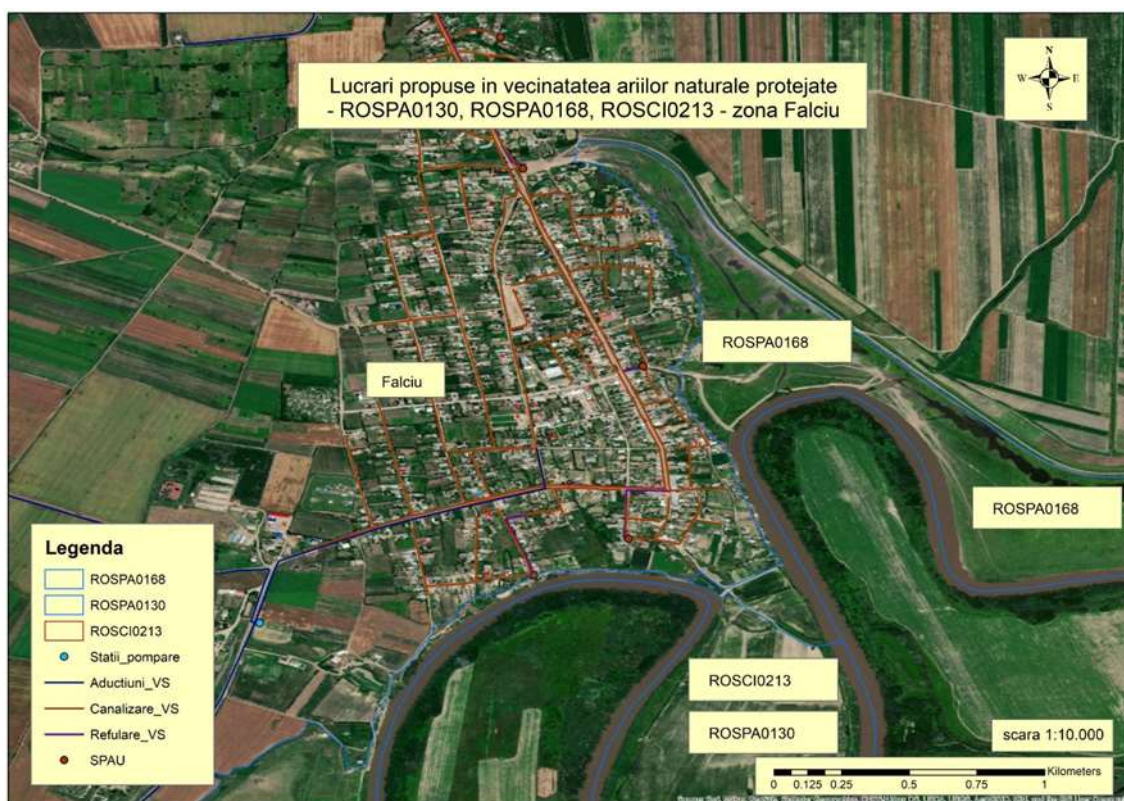 Lucrari propuse in vecinatatea ariilor naturale protejate
- ROSPA0130, ROSPA0168, ROSCI0213 - zona Falciu
N
W
E
S
ROSPA0168
Falciu
ROSPA0168
Legenda
ROSPA0168
ROSPA0130
ROSCI0213
Statii_pompare
Aductiuni_VS
Canalizare_VS
Refulare_VS
SPAU
ROSCI0213
ROSPA0130
scara 1:10.000
Kilometers
0 0.125 0.25 0.5 0.75 1